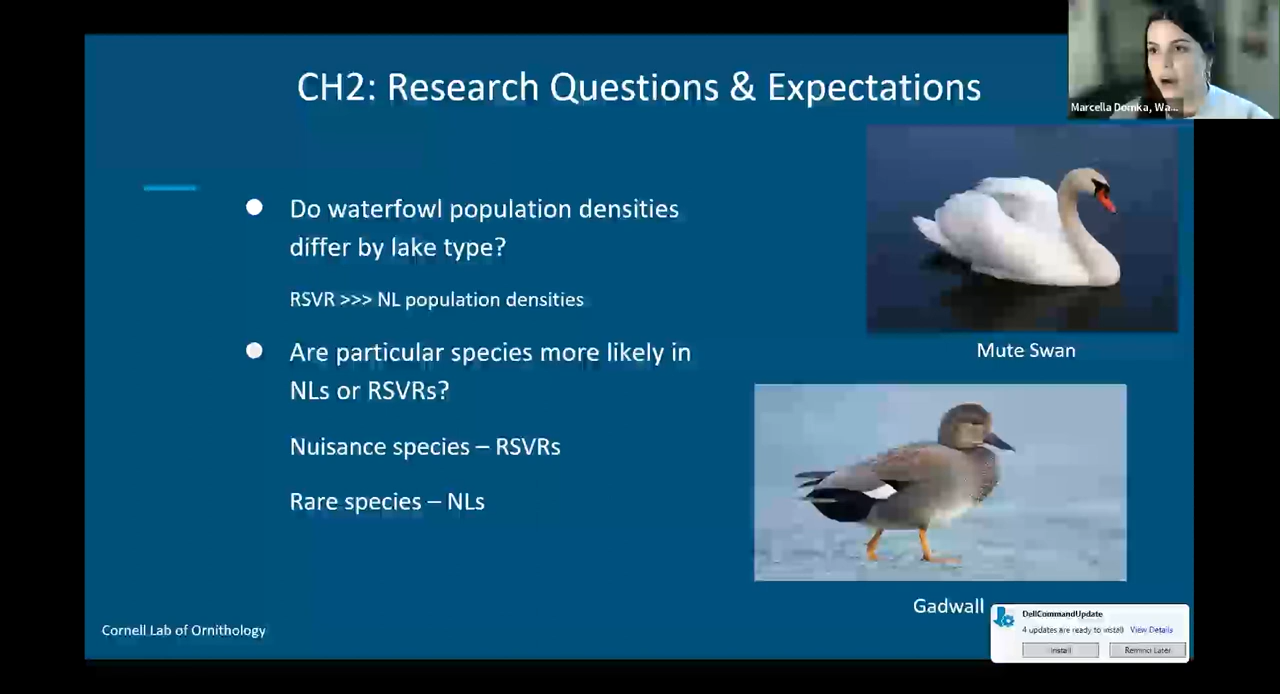 CH2: Research Questions & Expectations
Marcella Domka, Wa...
Do waterfowl population densities
differ by lake type?
RSVR >>> NL population densities
Are particular species more likely in
NLs or RSVRs?
Nuisance species – RSVRs
Rare species – NLs
Mute Swan
Gadwall
Cornell Lab of Ornithology
DellCommandUpdate
4 updates are ready to install View Details
Install Remind Later